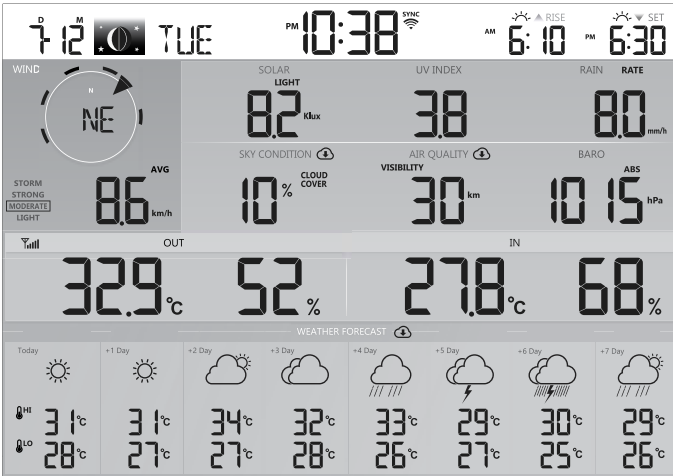 D M
7-12 TUE PM 10:38 SYNC AM 6:10 RISE PM 6:30 SET
WIND
N
NE
STORM
STRONG
MODERATE
LIGHT
AVG
8.6 km/h
SOLAR
LIGHT
8.2 Klux
UV INDEX
3.8
RAIN RATE
8.0 mm/h
SKY CONDITION
10 % CLOUD
COVER
AIR QUALITY
VISIBILITY
30 km
BARO
ABS
1015 hPa
OUT IN
32.9 °C 52 % 27.8 °C 68 %
WEATHER FORECAST
Today +1 Day +2 Day +3 Day +4 Day +5 Day +6 Day +7 Day
HI 31 °C 31 °C 34 °C 32 °C 33 °C 29 °C 30 °C 29 °C
LO 28 °C 27 °C 27 °C 28 °C 26 °C 27 °C 25 °C 26 °C